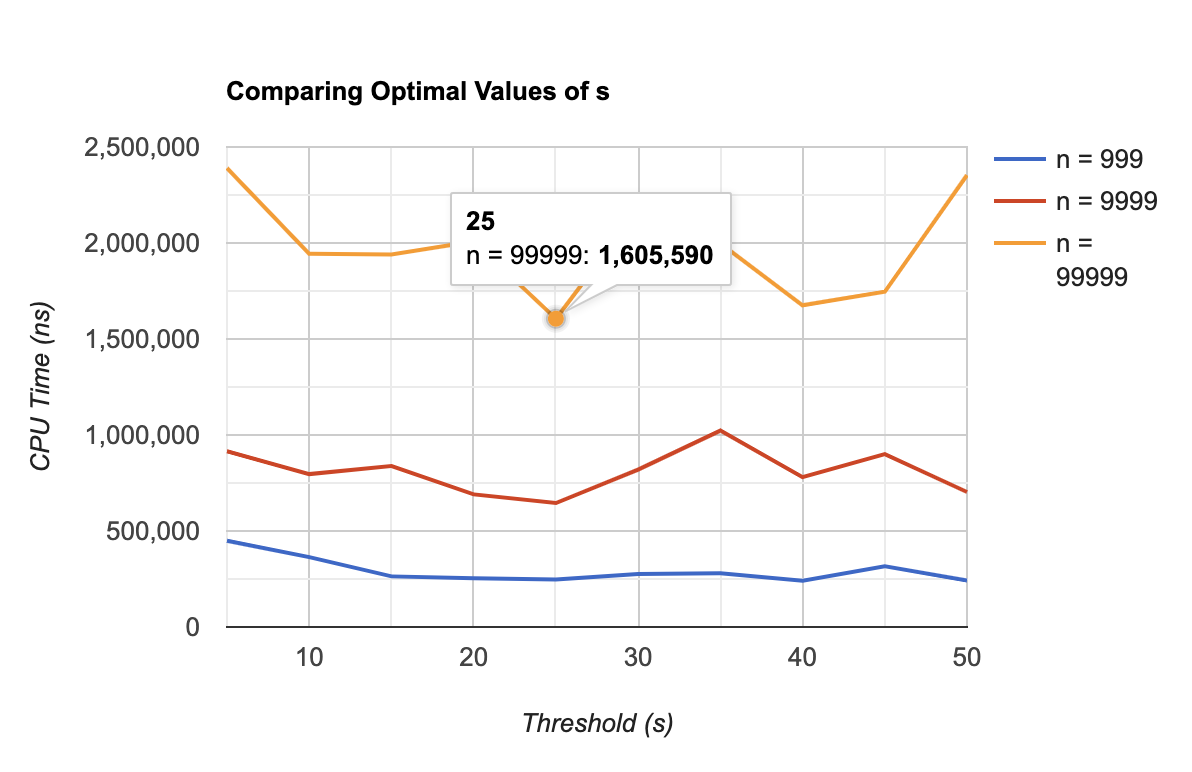 Comparing Optimal Values of s
2,500,000
2,000,000
1,500,000
1,000,000
500,000
0
CPU Time (ns)
25
n = 99999: 1,605,590
10
20
30
40
50
Threshold (s)
n = 999
n = 9999
n =
99999